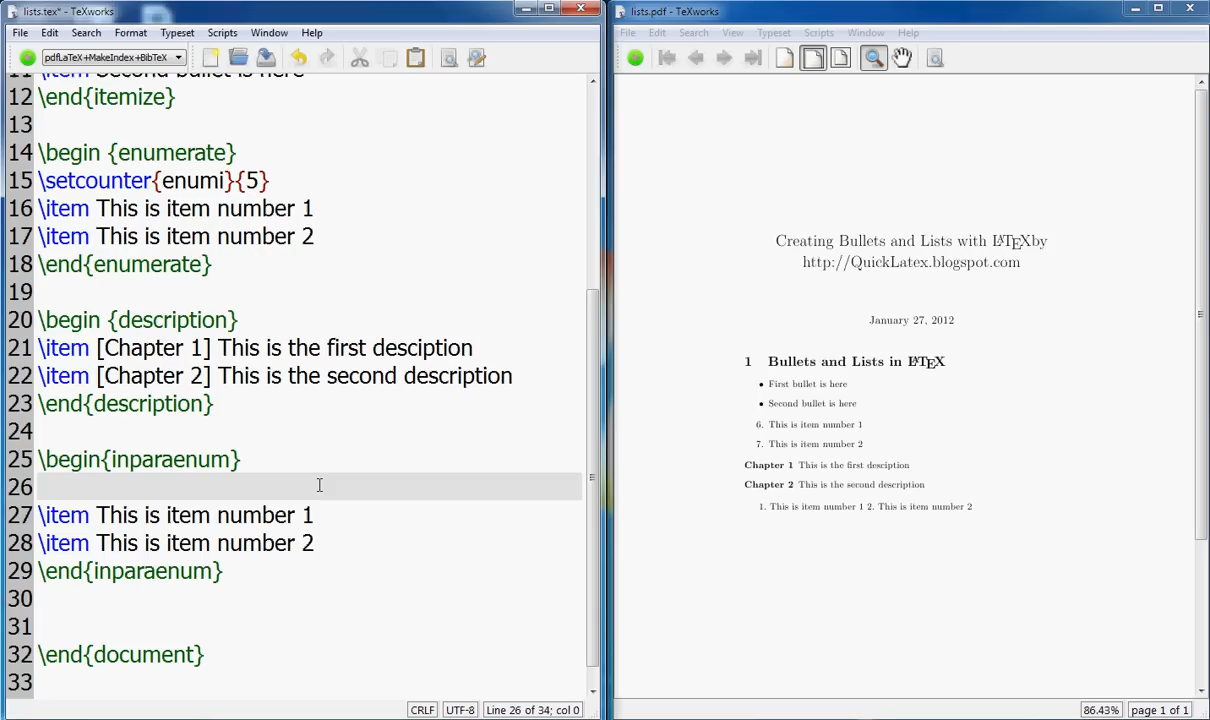 lists.tex* - TeXworks
File Edit Search Format Typeset Scripts Window Help
pdfLaTeX+MakeIndex+BibTeX
11 \item Second bullet is here
12 \end{itemize}
13
14 \begin {enumerate}
15 \setcounter{enumi}{5}
16 \item This is item number 1
17 \item This is item number 2
18 \end{enumerate}
19
20 \begin {description}
21 \item [Chapter 1] This is the first desciption
22 \item [Chapter 2] This is the second description
23 \end{description}
24
25 \begin{inparaenum}
26
27 \item This is item number 1
28 \item This is item number 2
29 \end{inparaenum}
30
31
32 \end{document}
33
CRLF UTF-8 Line 26 of 34; col 0
lists.pdf - TeXworks
File Edit Search View Typeset Scripts Window Help
Creating Bullets and Lists with LATEXby
http://QuickLatex.blogspot.com
January 27, 2012
1 Bullets and Lists in LATEX
• First bullet is here
• Second bullet is here
6. This is item number 1
7. This is item number 2
Chapter 1 This is the first desciption
Chapter 2 This is the second description
1. This is item number 1 2. This is item number 2
86.43% page 1 of 1